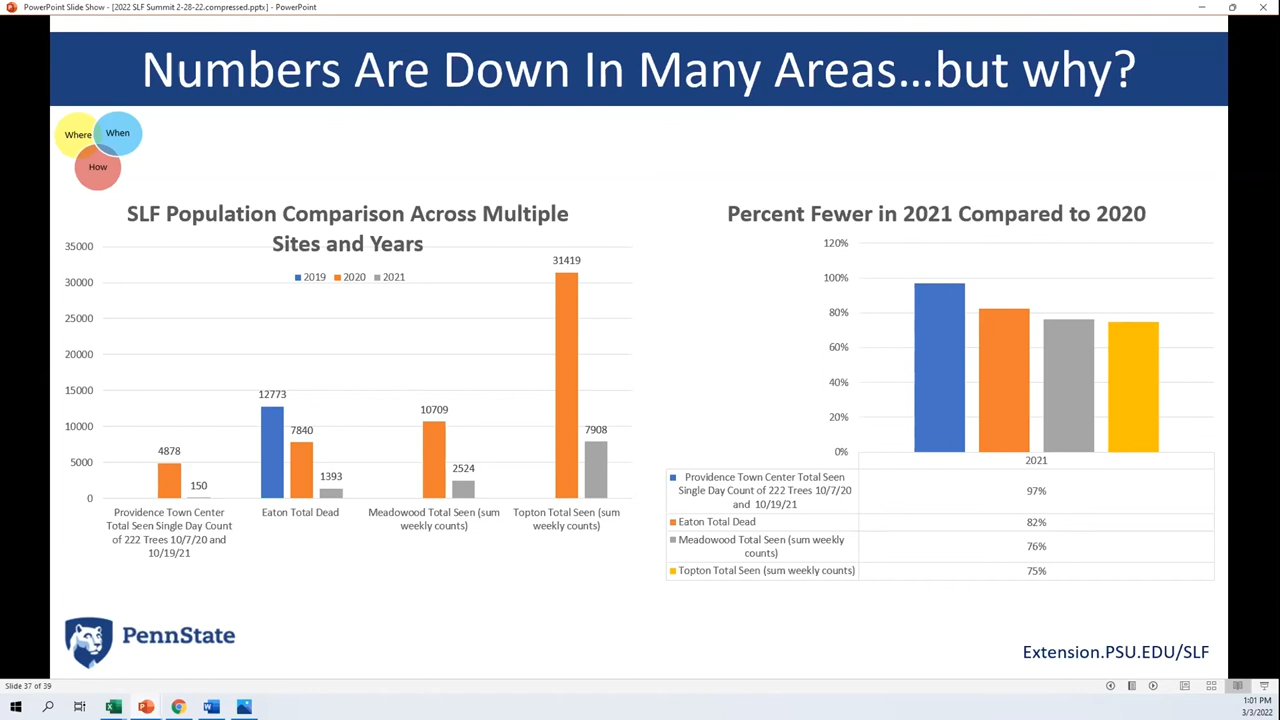 PowerPoint Slide Show - [2022 SLF Summit 2-28-22.compressed.pptx] - PowerPoint
Numbers Are Down In Many Areas...but why?
Where
When
How
SLF Population Comparison Across Multiple
Sites and Years
2019
2020
2021
35000
30000
25000
20000
15000
10000
5000
0
4878
150
12773
7840
1393
10709
2524
31419
7908
Providence Town Center
Total Seen Single Day Count
of 222 Trees 10/7/20 and
10/19/21
Eaton Total Dead
Meadowood Total Seen (sum
weekly counts)
Topton Total Seen (sum
weekly counts)
Percent Fewer in 2021 Compared to 2020
120%
100%
80%
60%
40%
20%
0%
2021
Providence Town Center Total Seen
Single Day Count of 222 Trees 10/7/20
and 10/19/21
97%
Eaton Total Dead
82%
Meadowood Total Seen (sum weekly
counts)
76%
Topton Total Seen (sum weekly counts)
75%
PennState
Extension.PSU.EDU/SLF
Slide 37 of 39
1:01 PM
3/3/2022